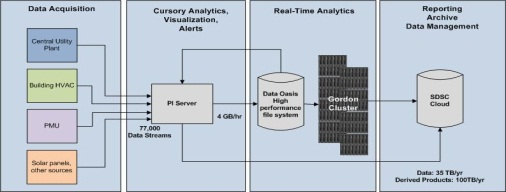 Data Acquisition
Cursory Analytics,
Visualization,
Alerts
Real-Time Analytics
Reporting
Archive
Data Management
Central Utility
Plant
Building HVAC
PMU
Solar panels,
other sources
77,000
Data Streams
PI Server
4 GB/hr
Data Oasis
High
performance
file system
Gordon
Cluster
SDSC
Cloud
Data: 35 TB/yr
Derived Products: 100TB/yr